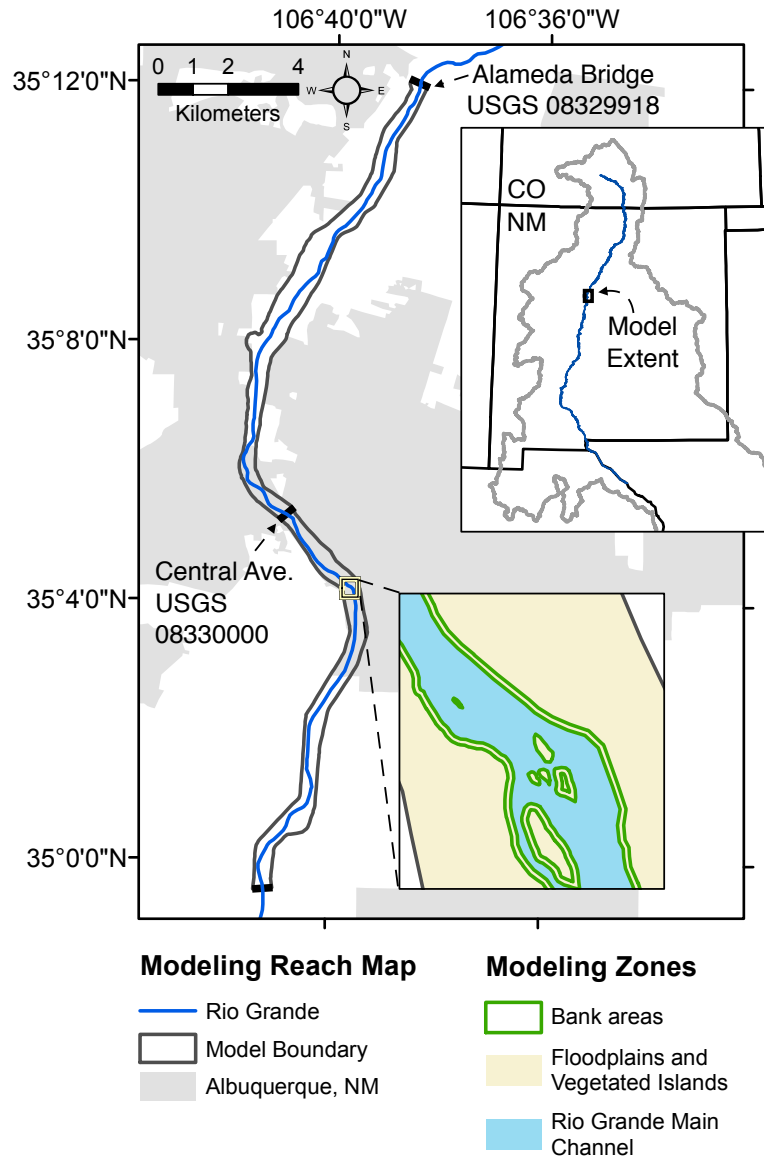 106°40'0"W
106°36'0"W
35°12'0"N
0 1 2 4
Kilometers
N
W
E
S
Alameda Bridge
USGS 08329918
CO
NM
Model
Extent
35°8'0"N
Central Ave.
USGS
08330000
35°4'0"N
35°0'0"N
Modeling Reach Map
Rio Grande
Model Boundary
Albuquerque, NM
Modeling Zones
Bank areas
Floodplains and
Vegetated Islands
Rio Grande Main
Channel